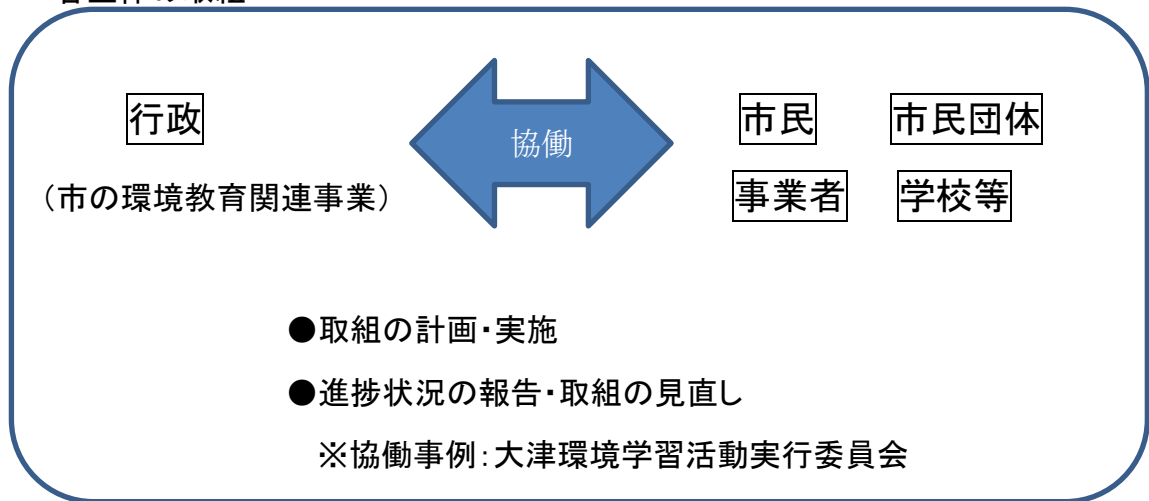 行政
協働
市民 市民団体
(市の環境教育関連事業)
事業者 学校等
●取組の計画・実施
●進捗状況の報告・取組の見直し
※協働事例:大津環境学習活動実行委員会